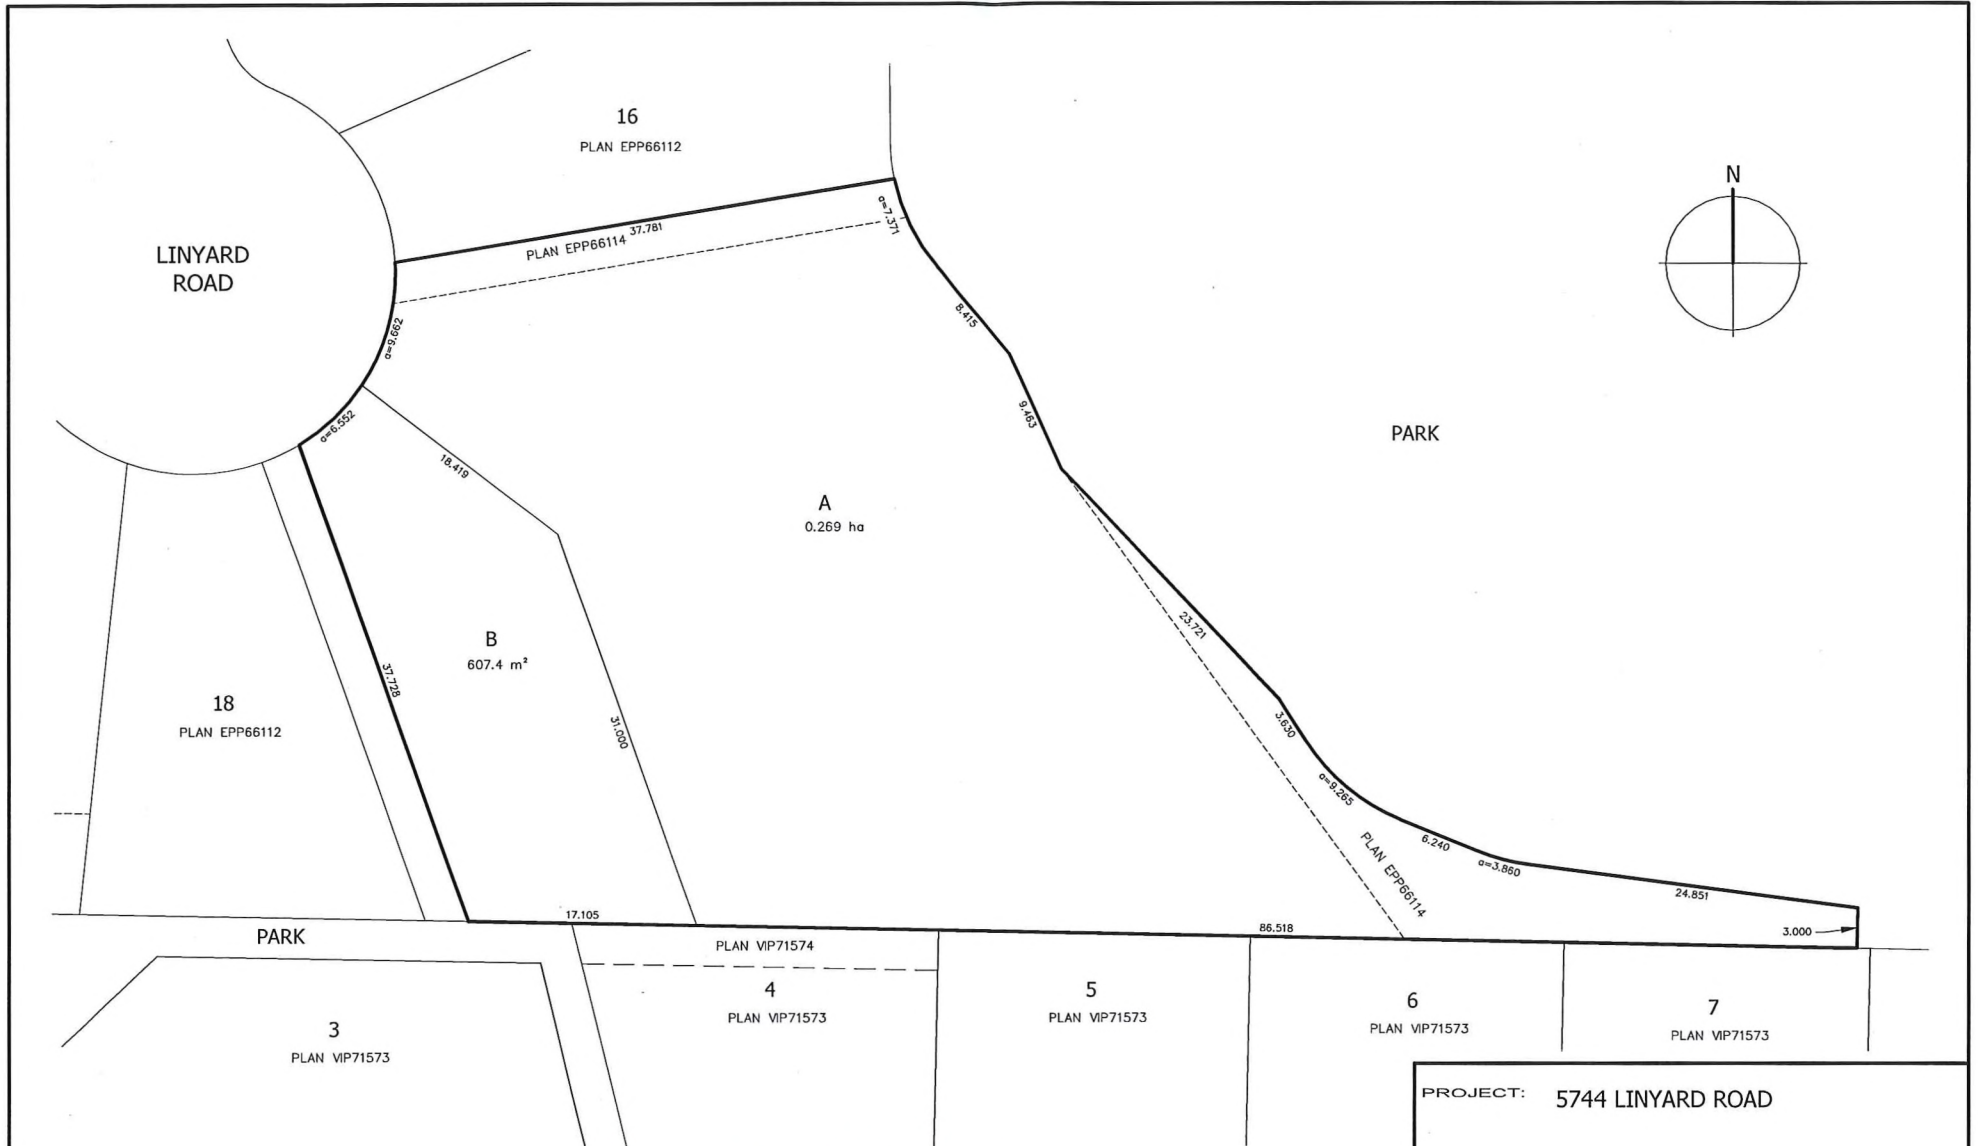 16
PLAN EPP66112
N
LINYARD
ROAD
PLAN EPP66114
37.781
a=7.371
a=9.662
8.415
9.463
PARK
a=6.552
18.419
A
0.269 ha
B
607.4 m²
23.721
37.728
31.000
18
PLAN EPP66112
3.630
a=9.265
6.240
a=3.860
PLAN EPP66114
24.851
17.105
86.518
3.000
PARK
PLAN VIP71574
4
PLAN VIP71573
5
PLAN VIP71573
6
PLAN VIP71573
7
PLAN VIP71573
3
PLAN VIP71573
PROJECT: 5744 LINYARD ROAD